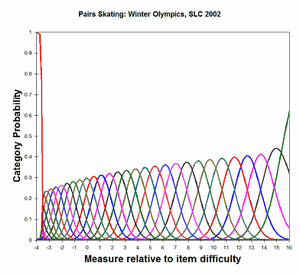 Pairs Skating: Winter Olympics, SLC 2002
1
0.9
0.8
0.7
0.6
0.5
0.4
0.3
0.2
0.1
0
Category Probability
-4 -3 -2 -1 0 1 2 3 4 5 6 7 8 9 10 11 12 13 14 15 16
Measure relative to item difficulty